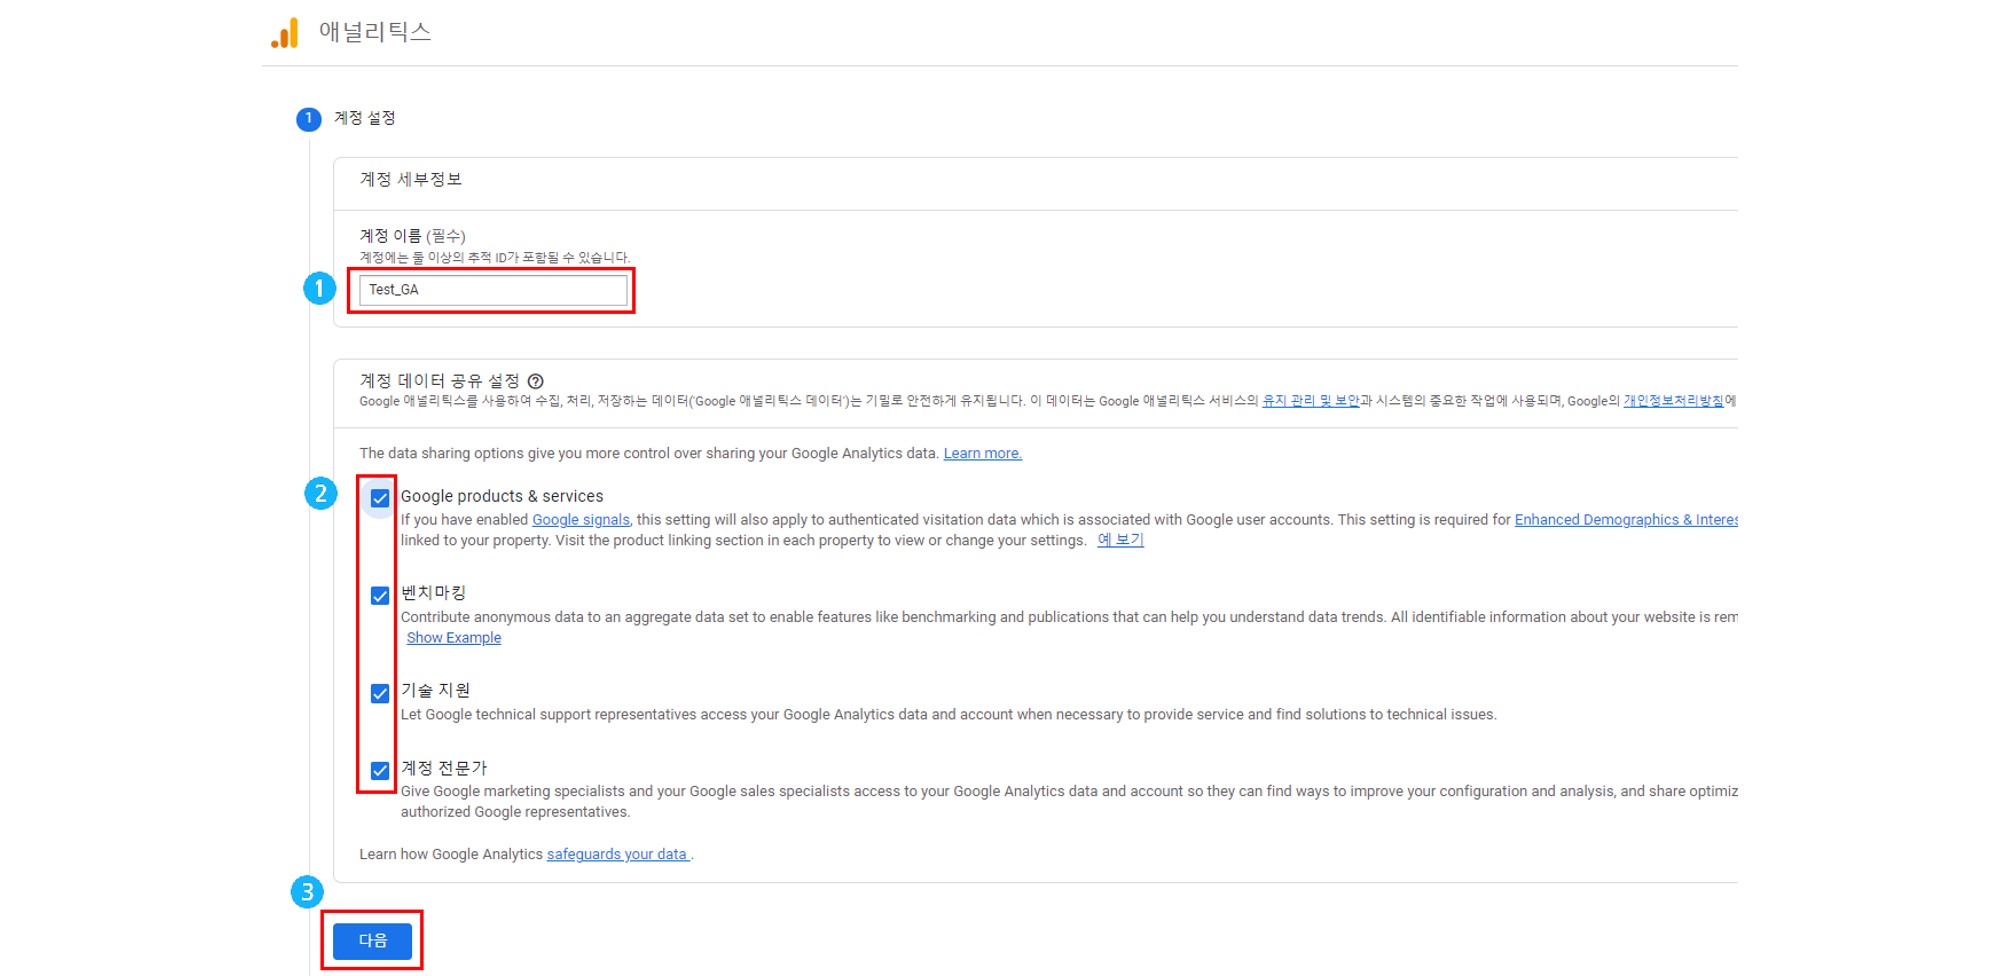 애널리틱스
1 계정 설정
계정 세부정보
계정 이름 (필수)
계정에는 둘 이상의 추적 ID가 포함될 수 있습니다.
1 Test_GA
계정 데이터 공유 설정 ?
Google 애널리틱스를 사용하여 수집, 처리, 저장하는 데이터('Google 애널리틱스 데이터')는 기밀로 안전하게 유지됩니다. 이 데이터는 Google 애널리틱스 서비스의 유지 관리 및 보안과 시스템의 중요한 작업에 사용되며, Google의 개인정보처리방침에
The data sharing options give you more control over sharing your Google Analytics data. Learn more.
2 Google products & services
If you have enabled Google signals, this setting will also apply to authenticated visitation data which is associated with Google user accounts. This setting is required for Enhanced Demographics & Interes
linked to your property. Visit the product linking section in each property to view or change your settings. 예 보기
벤치마킹
Contribute anonymous data to an aggregate data set to enable features like benchmarking and publications that can help you understand data trends. All identifiable information about your website is rem
Show Example
기술 지원
Let Google technical support representatives access your Google Analytics data and account when necessary to provide service and find solutions to technical issues.
계정 전문가
Give Google marketing specialists and your Google sales specialists access to your Google Analytics data and account so they can find ways to improve your configuration and analysis, and share optimiz
authorized Google representatives.
Learn how Google Analytics safeguards your data .
3
다음